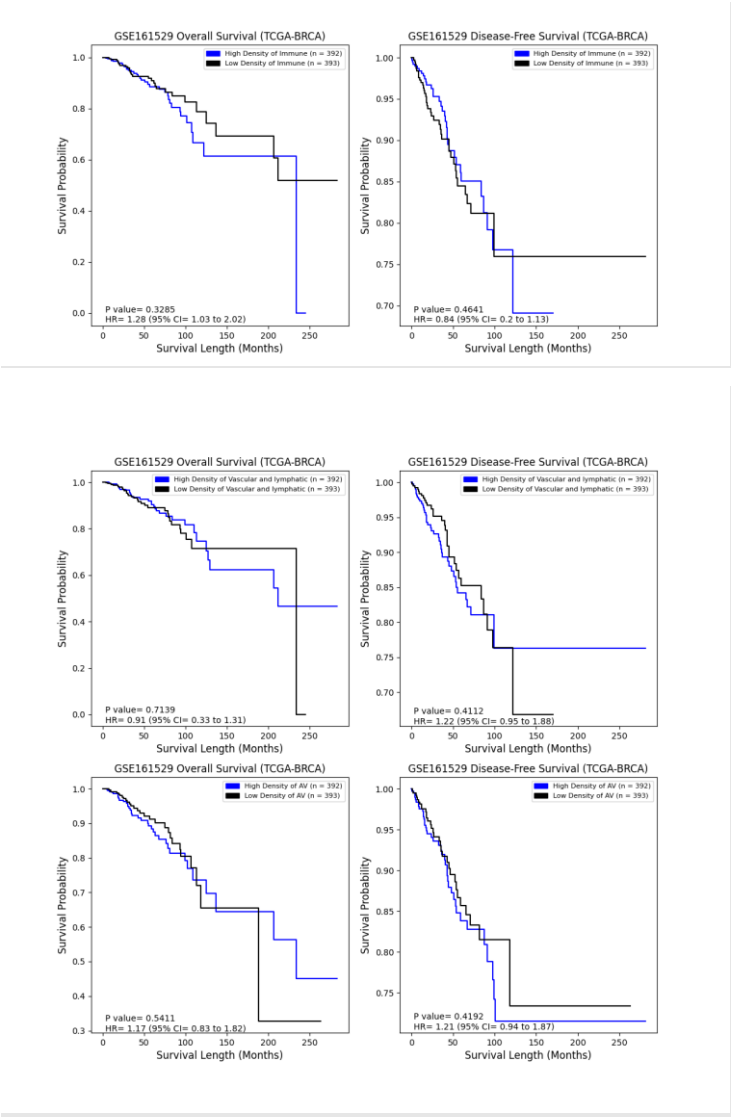 GSE161529 Overall Survival (TCGA-BRCA)
High Density of Immune (n = 392)
Low Density of Immune (n = 393)
1.0
0.8
0.6
0.4
0.2
0.0
Survival Probability
P value= 0.3285
HR= 1.28 (95% CI= 1.03 to 2.02)
0 50 100 150 200 250
Survival Length (Months)
GSE161529 Disease-Free Survival (TCGA-BRCA)
High Density of Immune (n = 392)
Low Density of Immune (n = 393)
1.00
0.95
0.90
0.85
0.80
0.75
0.70
Survival Probability
P value= 0.4641
HR= 0.84 (95% CI= 0.2 to 1.13)
0 50 100 150 200 250
Survival Length (Months)
GSE161529 Overall Survival (TCGA-BRCA)
High Density of Vascular and lymphatic (n = 392)
Low Density of Vascular and lymphatic (n = 393)
1.0
0.8
0.6
0.4
0.2
0.0
Survival Probability
P value= 0.7139
HR= 0.91 (95% CI= 0.33 to 1.31)
0 50 100 150 200 250
Survival Length (Months)
GSE161529 Disease-Free Survival (TCGA-BRCA)
High Density of Vascular and lymphatic (n = 392)
Low Density of Vascular and lymphatic (n = 393)
1.00
0.95
0.90
0.85
0.80
0.75
0.70
Survival Probability
P value= 0.4112
HR= 1.22 (95% CI= 0.95 to 1.88)
0 50 100 150 200 250
Survival Length (Months)
GSE161529 Overall Survival (TCGA-BRCA)
High Density of AV (n = 392)
Low Density of AV (n = 393)
1.0
0.9
0.8
0.7
0.6
0.5
0.4
0.3
Survival Probability
P value= 0.5411
HR= 1.17 (95% CI= 0.83 to 1.82)
0 50 100 150 200 250
Survival Length (Months)
GSE161529 Disease-Free Survival (TCGA-BRCA)
High Density of AV (n = 392)
Low Density of AV (n = 393)
1.00
0.95
0.90
0.85
0.80
0.75
Survival Probability
P value= 0.4192
HR= 1.21 (95% CI= 0.94 to 1.87)
0 50 100 150 200 250
Survival Length (Months)